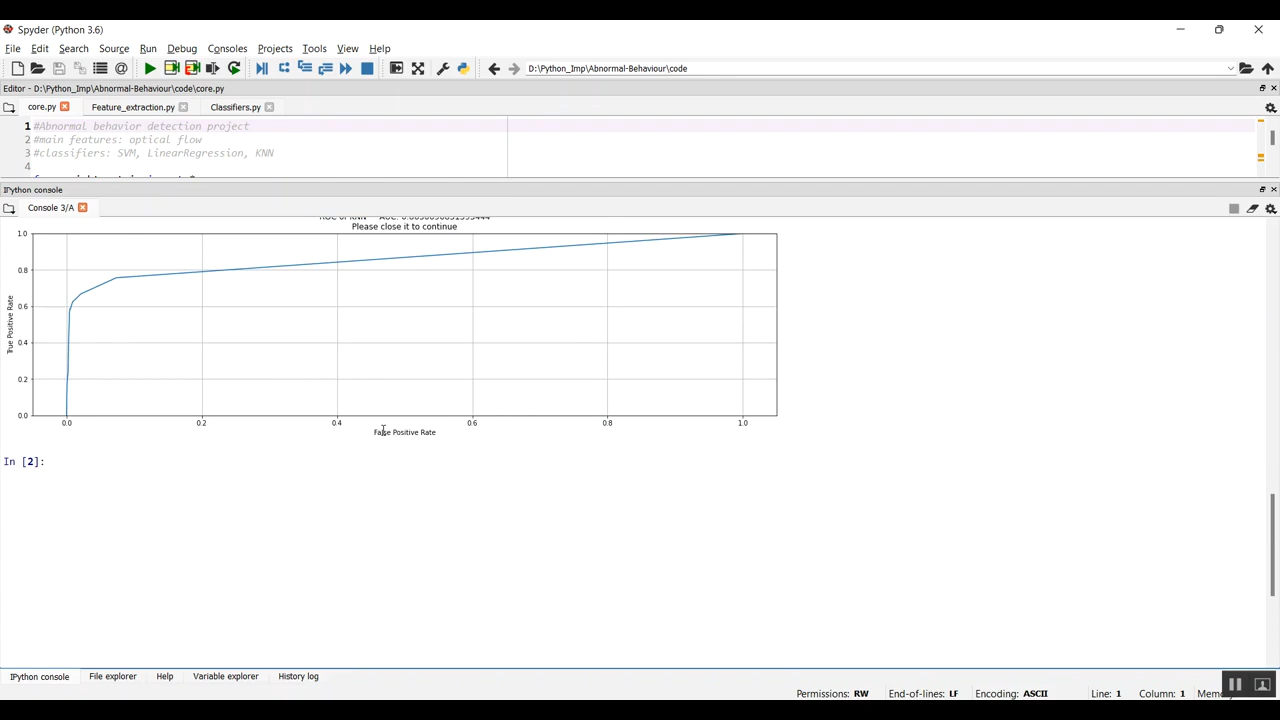 Spyder (Python 3.6)
File Edit Search Source Run Debug Consoles Projects Tools View Help
D:\Python_Imp\Abnormal-Behaviour\code
Editor - D:\Python_Imp\Abnormal-Behaviour\code\core.py
core.py Feature_extraction.py Classifiers.py
1 #Abnormal behavior detection project
2 #main features: optical flow
3 #classifiers: SVM, LinearRegression, KNN
4
IPython console
Console 3/A
Please close it to continue
1.0
0.8
0.6
0.4
0.2
0.0
True Positive Rate
0.0 0.2 0.4 0.6 0.8 1.0
False Positive Rate
In [2]:
IPython console File explorer Help Variable explorer History log
Permissions: RW End-of-lines: LF Encoding: ASCII Line: 1 Column: 1